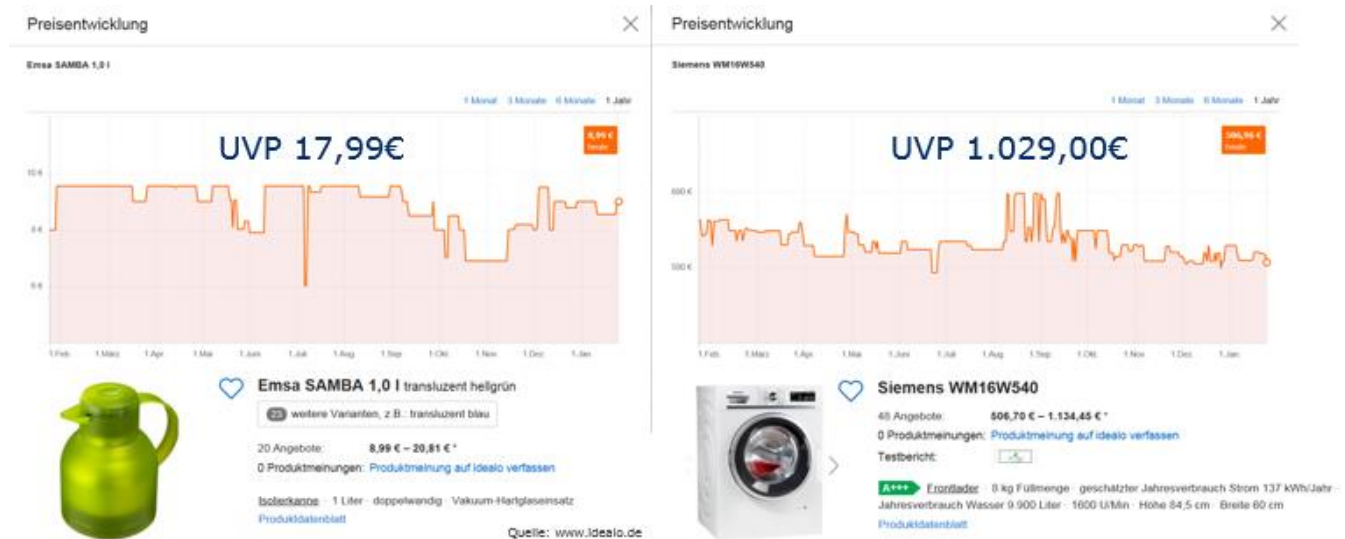 Preisentwicklung
Emsa SAMBA 1,0 l
1 Monat 3 Monate 6 Monate 1 Jahr
UVP 17,99€
8,99 €
heute
10 €
8 €
6 €
1.Feb. 1.März 1.Apr 1.Mai 1.Juni 1.Juli 1.Aug 1.Sep 1.Okt. 1.Nov 1.Dez. 1.Jan.
Emsa SAMBA 1,0 l transluzent hellgrün
23 weitere Varianten, z.B.: transluzent blau
20 Angebote: 8,99 € – 20,81 € *
0 Produktmeinungen: Produktmeinung auf idealo verfassen
Isolierkanne · 1 Liter · doppelwandig · Vakuum-Hartglaseinsatz
Produktdatenblatt
Quelle: www.idealo.de
Preisentwicklung
Siemens WM16W540
1 Monat 3 Monate 6 Monate 1 Jahr
UVP 1.029,00€
heute
600 €
500 €
1.Feb. 1.März 1.Apr. 1.Mai 1.Juni 1.Juli 1.Aug 1.Sep. 1.Okt. 1.Nov 1.Dez. 1.Jan.
Siemens WM16W540
48 Angebote: 506,70 € – 1.134,45 € *
0 Produktmeinungen: Produktmeinung auf idealo verfassen
Testbericht:
A+++ Frontlader · 8 kg Füllmenge · geschätzter Jahresverbrauch Strom 137 kWh/Jahr ·
Jahresverbrauch Wasser 9.900 Liter · 1600 U/Min · Höhe 84,5 cm · Breite 60 cm
Produktdatenblatt